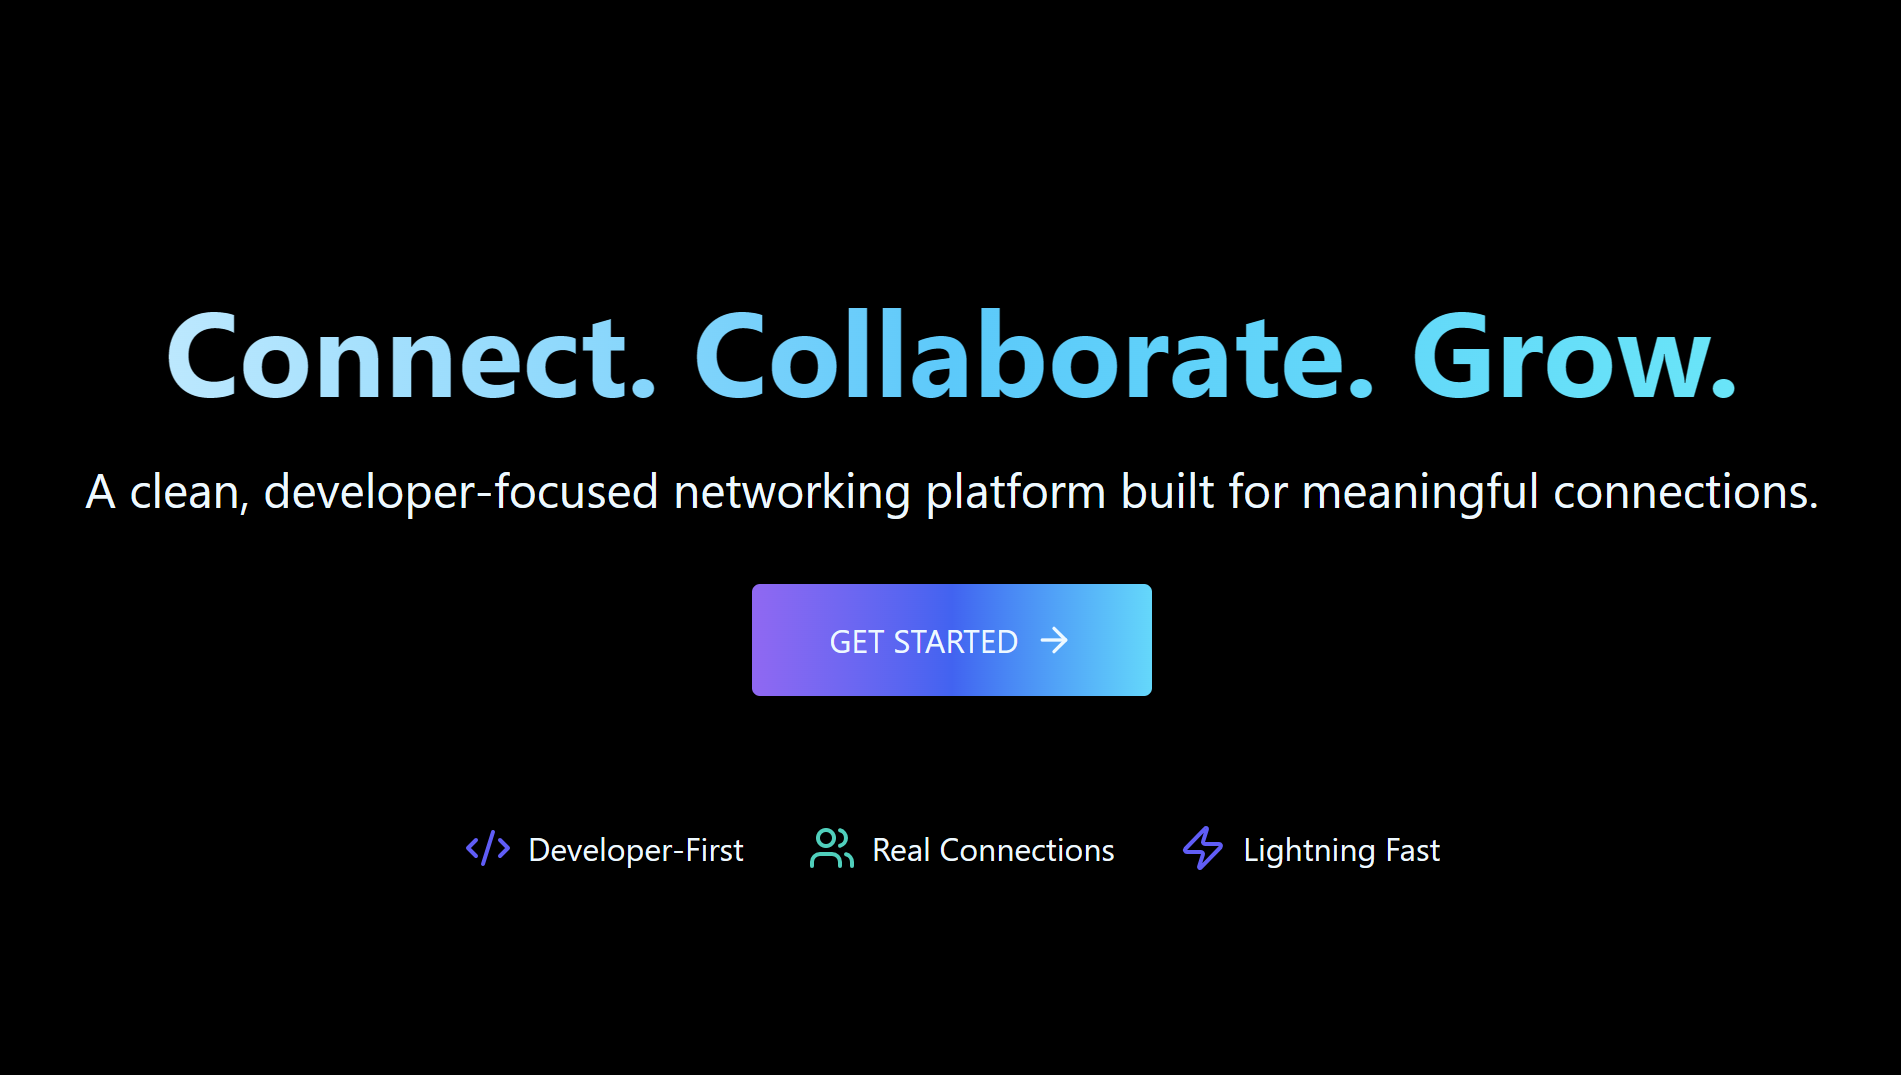 Connect. Collaborate. Grow.
A clean, developer-focused networking platform built for meaningful connections.
GET STARTED →
Developer-First
Real Connections
Lightning Fast